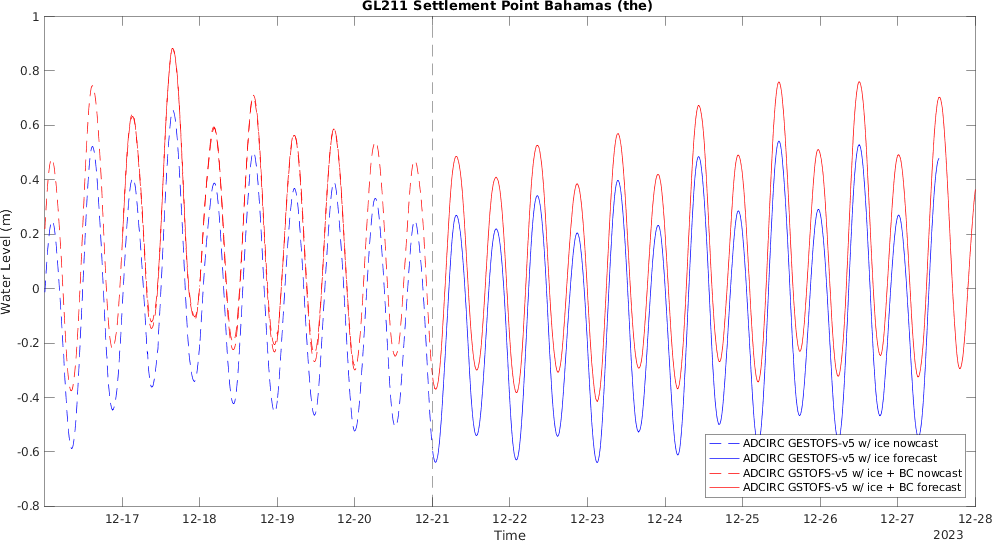 GL211 Settlement Point Bahamas (the)
1
0.8
0.6
0.4
0.2
0
-0.2
-0.4
-0.6
-0.8
Water Level (m)
ADCIRC GESTOFS-v5 w/ ice nowcast
ADCIRC GESTOFS-v5 w/ ice forecast
ADCIRC GSTOFS-v5 w/ ice + BC nowcast
ADCIRC GSTOFS-v5 w/ ice + BC forecast
12-17 12-18 12-19 12-20 12-21 12-22 12-23 12-24 12-25 12-26 12-27 12-28
Time
2023